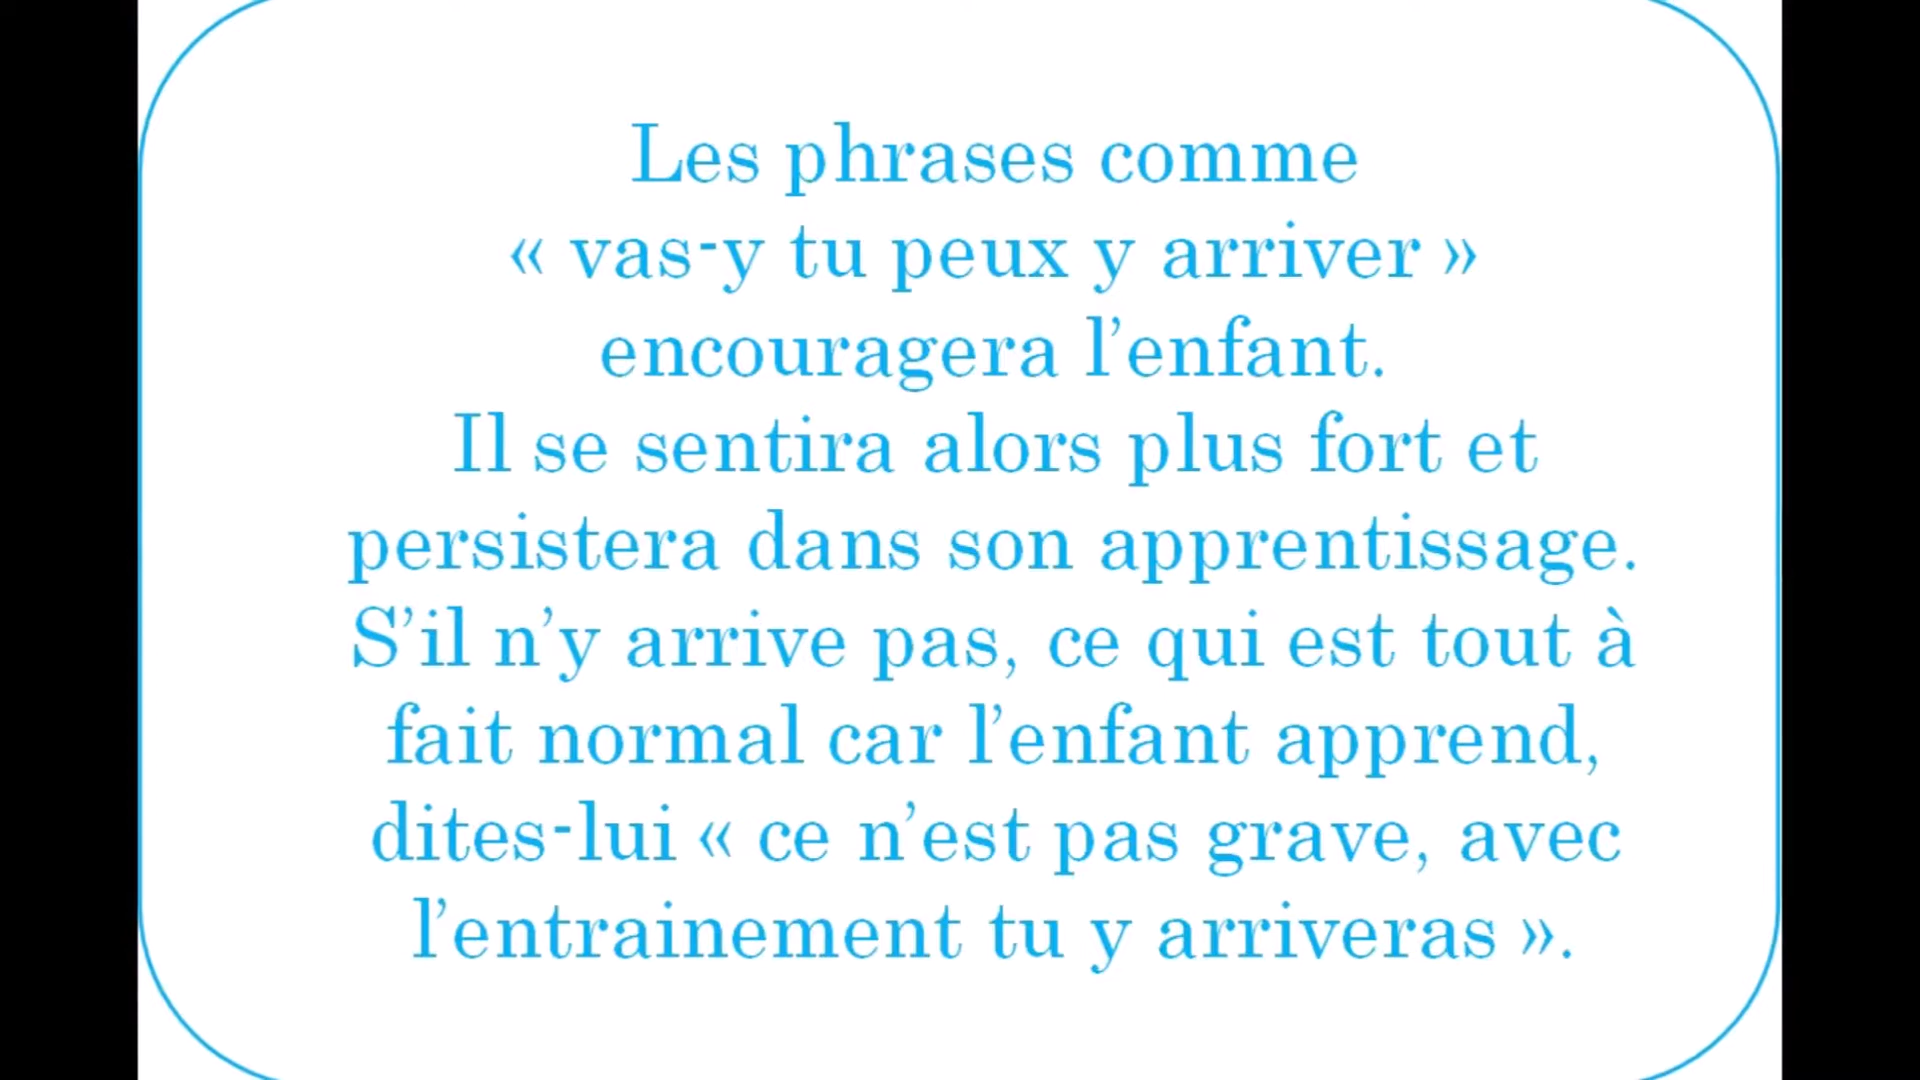 Les phrases comme
« vas-y tu peux y arriver »
encouragera l’enfant.
Il se sentira alors plus fort et
persistera dans son apprentissage.
S’il n’y arrive pas, ce qui est tout à
fait normal car l’enfant apprend,
dites-lui « ce n’est pas grave, avec
l’entrainement tu y arriveras ».